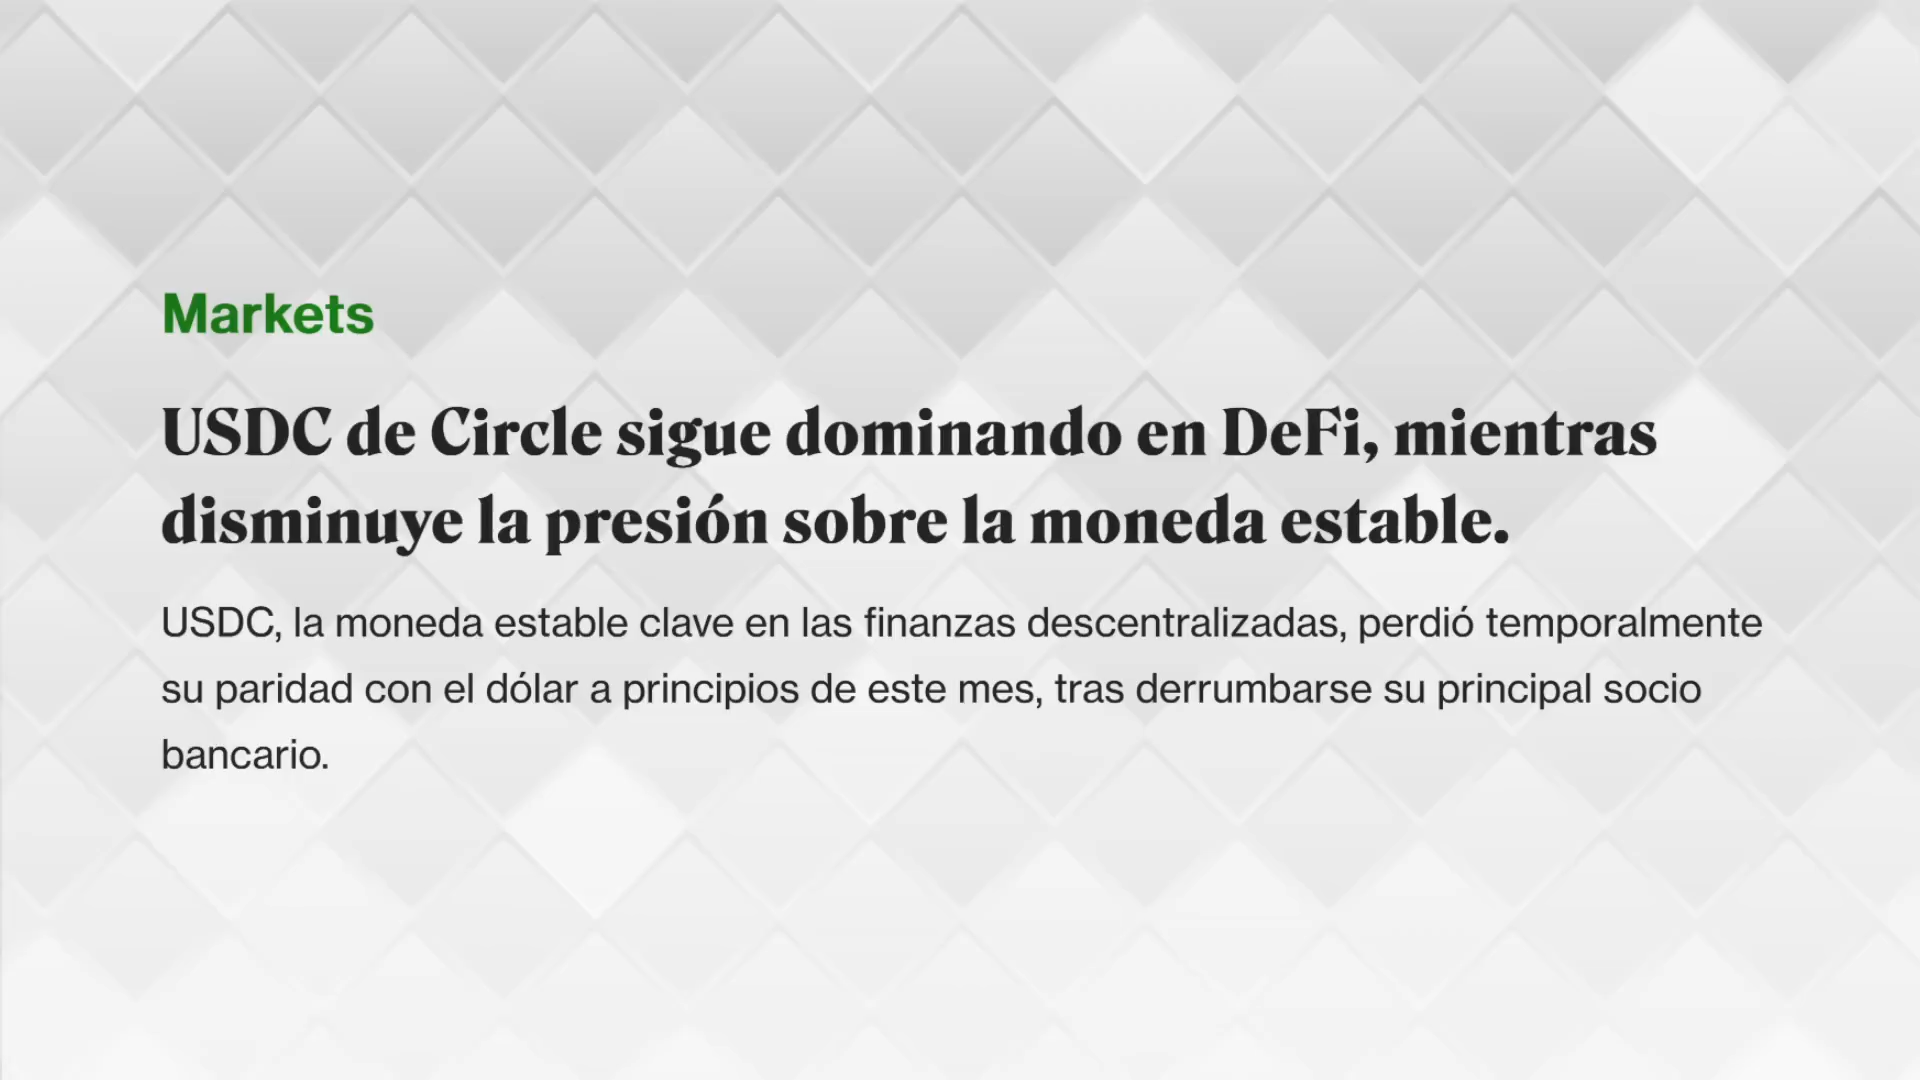 Markets
USDC de Circle sigue dominando en DeFi, mientras
disminuye la presión sobre la moneda estable.
USDC, la moneda estable clave en las finanzas descentralizadas, perdió temporalmente
su paridad con el dólar a principios de este mes, tras derrumbarse su principal socio
bancario.